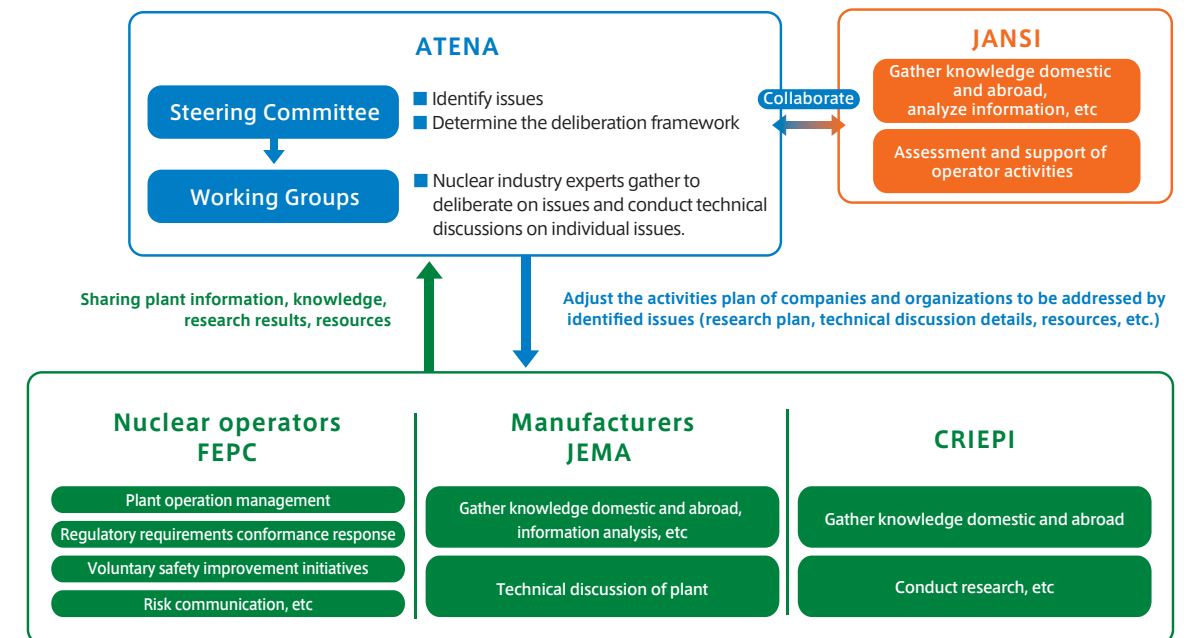 ATENA
Steering Committee
■ Identify issues
■ Determine the deliberation framework
Working Groups
■ Nuclear industry experts gather to
deliberate on issues and conduct technical
discussions on individual issues.
Collaborate
JANSI
Gather knowledge domestic
and abroad,
analyze information, etc
Assessment and support of
operator activities
Sharing plant information, knowledge,
research results, resources
Adjust the activities plan of companies and organizations to be addressed by
identified issues (research plan, technical discussion details, resources, etc.)
Nuclear operators
FEPC
Plant operation management
Regulatory requirements conformance response
Voluntary safety improvement initiatives
Risk communication, etc
Manufacturers
JEMA
Gather knowledge domestic and abroad,
information analysis, etc
Technical discussion of plant
CRIEPI
Gather knowledge domestic and abroad
Conduct research, etc